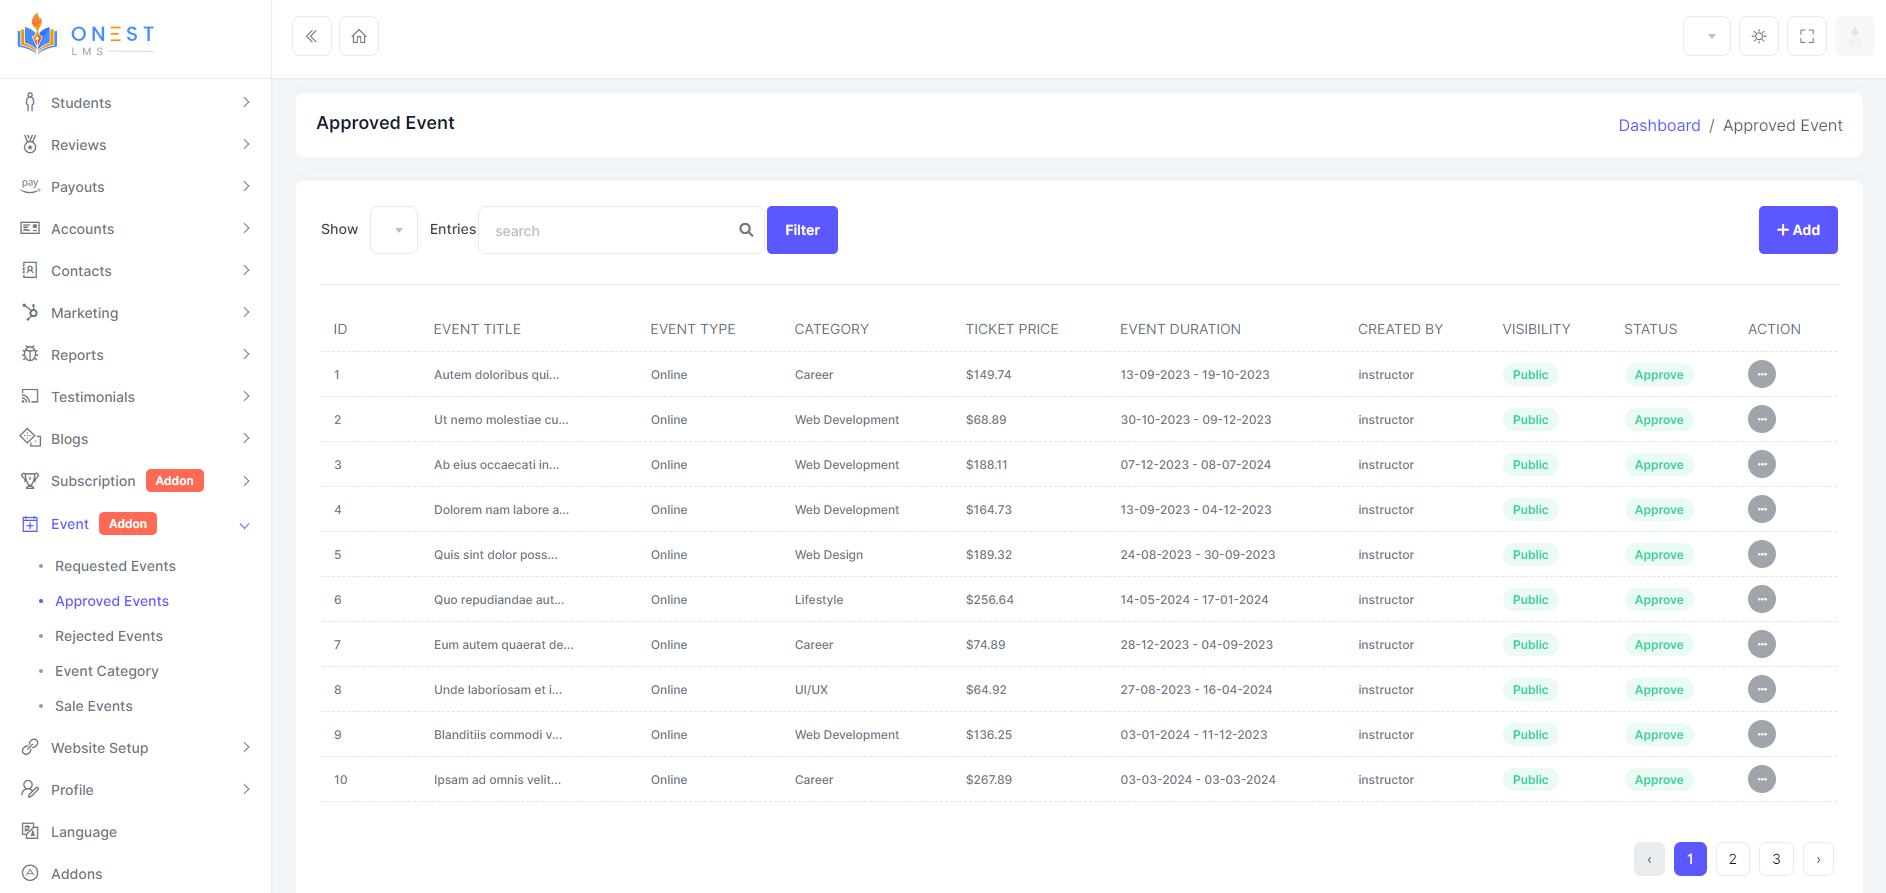 ONEST
LMS
Students
Reviews
Payouts
Accounts
Contacts
Marketing
Reports
Testimonials
Blogs
Subscription Addon
Event Addon
Requested Events
Approved Events
Rejected Events
Event Category
Sale Events
Website Setup
Profile
Language
Addons
Approved Event
Dashboard / Approved Event
Show Entries search Filter + Add
ID EVENT TITLE EVENT TYPE CATEGORY TICKET PRICE EVENT DURATION CREATED BY VISIBILITY STATUS ACTION
1 Autem doloribus qui... Online Career $149.74 13-09-2023 - 19-10-2023 instructor Public Approve
2 Ut nemo molestiae cu... Online Web Development $68.89 30-10-2023 - 09-12-2023 instructor Public Approve
3 Ab eius occaecati in... Online Web Development $188.11 07-12-2023 - 08-07-2024 instructor Public Approve
4 Dolorem nam labore a... Online Web Development $164.73 13-09-2023 - 04-12-2023 instructor Public Approve
5 Quis sint dolor poss... Online Web Design $189.32 24-08-2023 - 30-09-2023 instructor Public Approve
6 Quo repudiandae aut... Online Lifestyle $256.64 14-05-2024 - 17-01-2024 instructor Public Approve
7 Eum autem quaerat de... Online Career $74.89 28-12-2023 - 04-09-2023 instructor Public Approve
8 Unde laboriosam et i... Online UI/UX $64.92 27-08-2023 - 16-04-2024 instructor Public Approve
9 Blanditiis commodi v... Online Web Development $136.25 03-01-2024 - 11-12-2023 instructor Public Approve
10 Ipsam ad omnis velit... Online Career $267.89 03-03-2024 - 03-03-2024 instructor Public Approve
‹ 1 2 3 ›